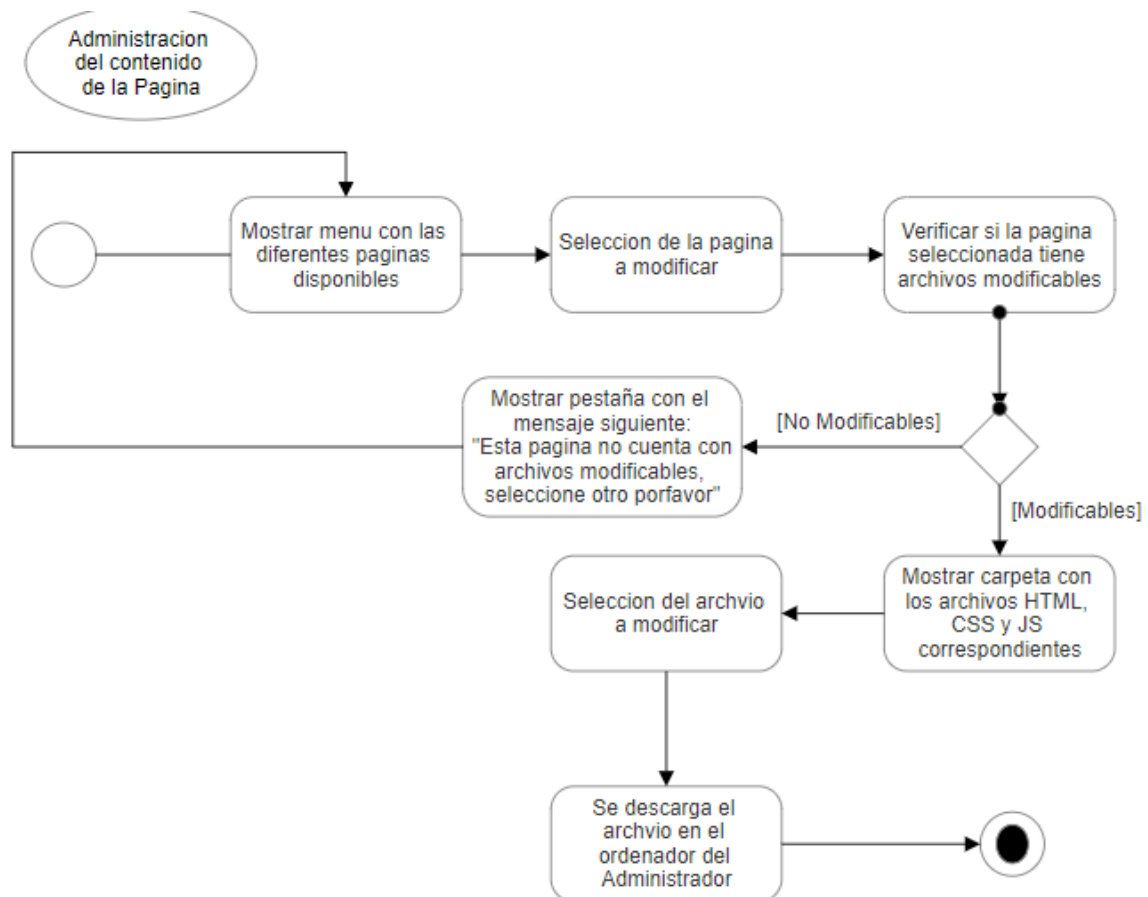 Administracion
del contenido
de la Pagina
Mostrar menu con las
diferentes paginas
disponibles
Seleccion de la pagina
a modificar
Verificar si la pagina
seleccionada tiene
archivos modificables
Mostrar pestaña con el
mensaje siguiente:
"Esta pagina no cuenta con
archivos modificables,
seleccione otro porfavor"
[No Modificables]
[Modificables]
Seleccion del archvio
a modificar
Mostrar carpeta con
los archivos HTML,
CSS y JS
correspondientes
Se descarga el
archvio en el
ordenador del
Administrador